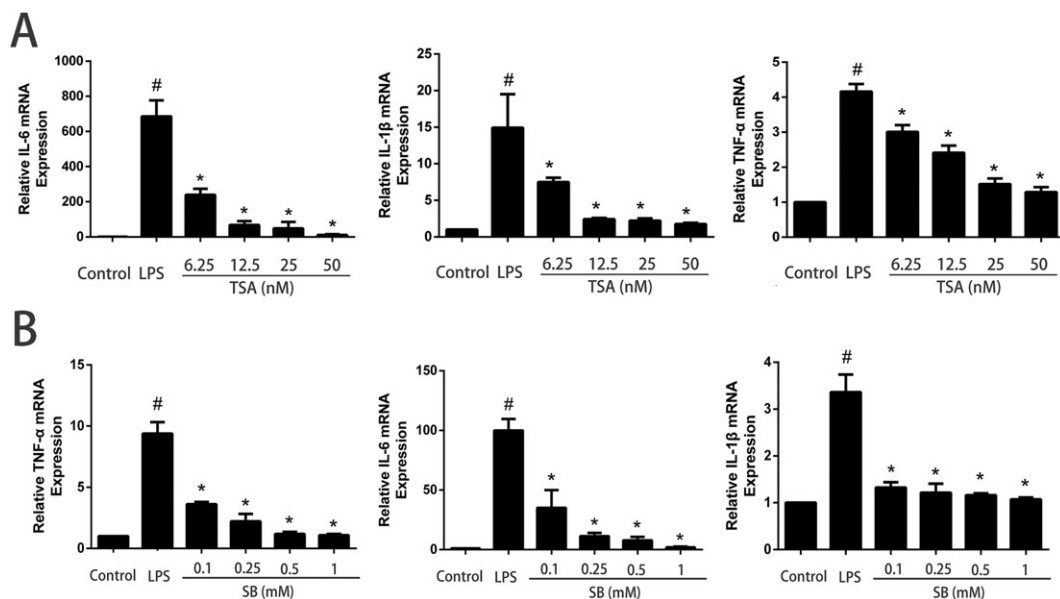 A
Relative IL-6 mRNA
Expression
1000
800
600
400
200
0
#
*
*
*
*
Control LPS 6.25 12.5 25 50
TSA (nM)
Relative IL-1β mRNA
Expression
25
20
15
10
5
0
#
*
*
*
*
Control LPS 6.25 12.5 25 50
TSA (nM)
Relative TNF-α mRNA
Expression
5
4
3
2
1
0
#
*
*
*
*
Control LPS 6.25 12.5 25 50
TSA (nM)
B
Relative TNF-α mRNA
Expression
15
10
5
0
#
*
*
*
*
Control LPS 0.1 0.25 0.5 1
SB (mM)
Relative IL-6 mRNA
Expression
150
100
50
0
#
*
*
*
*
Control LPS 0.1 0.25 0.5 1
SB (mM)
Relative IL-1β mRNA
Expression
4
3
2
1
0
#
*
*
*
*
Control LPS 0.1 0.25 0.5 1
SB (mM)